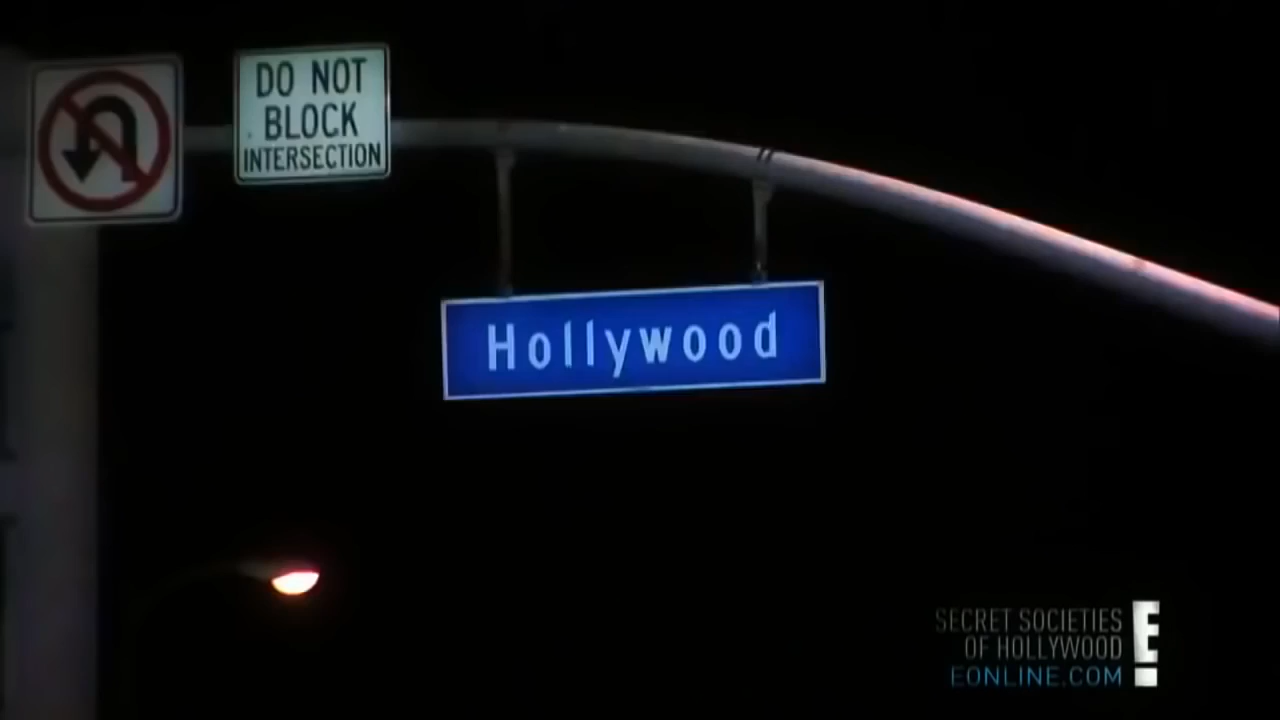 DO NOT
BLOCK
INTERSECTION
Hollywood
SECRET SOCIETIES
OF HOLLYWOOD
EONLINE.COM
E!